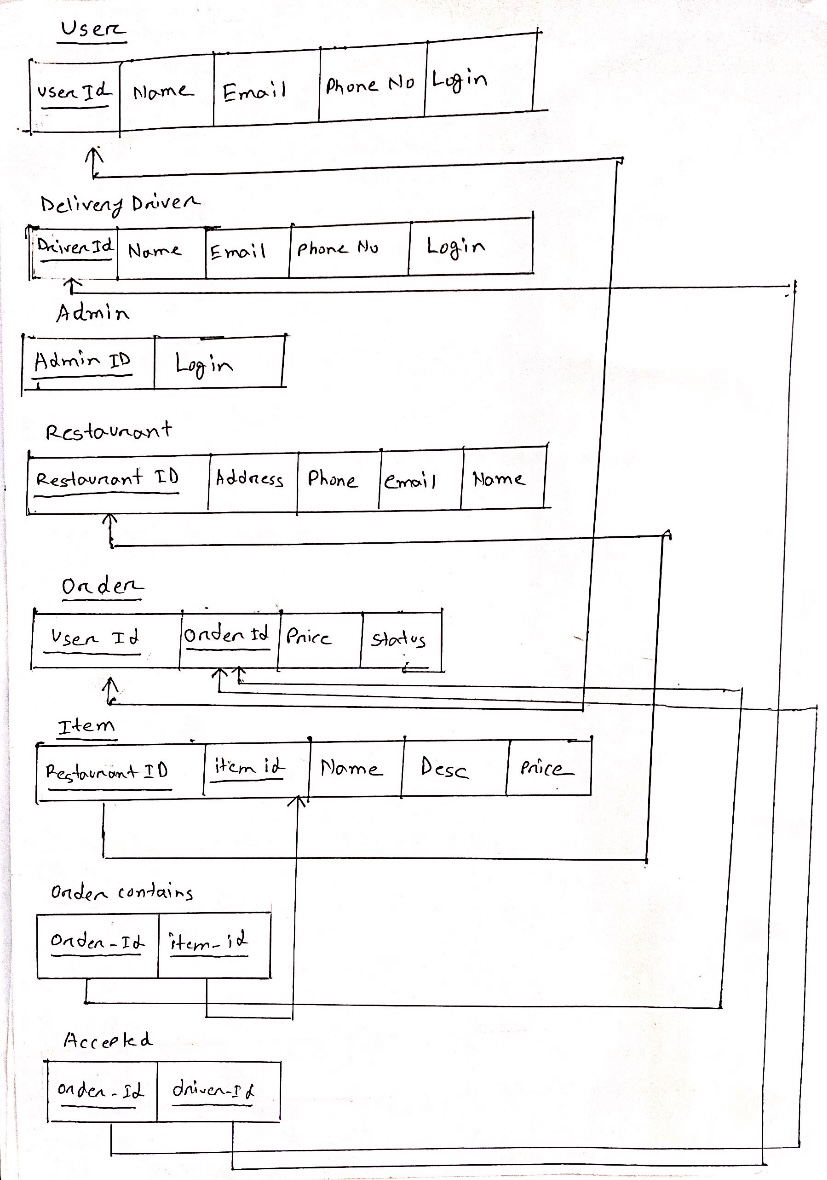 User
User Id Name Email Phone No Login
Delivery Driver
Driver Id Name Email Phone No Login
Admin
Admin ID Login
Restaurant
Restaurant ID Address Phone email Name
Order
User Id Order Id Price Status
Item
Restaurant ID item id Name Desc Price
Order contains
Order-Id item-id
Accepted
order-Id driver-Id